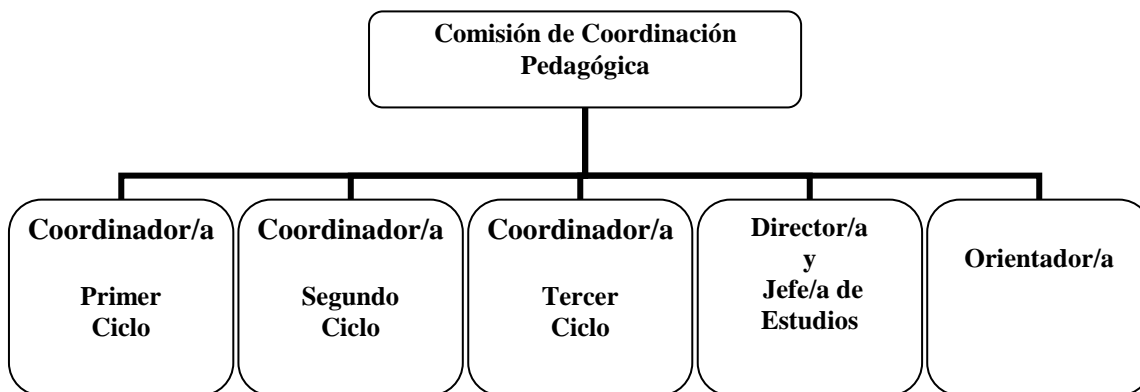 Comisión de Coordinación
Pedagógica
Coordinador/a
Primer
Ciclo
Coordinador/a
Segundo
Ciclo
Coordinador/a
Tercer
Ciclo
Director/a
y
Jefe/a de
Estudios
Orientador/a